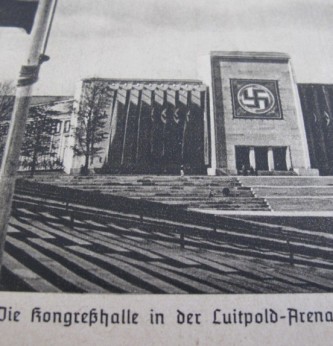 Die Kongreßhalle in der Luitpold-Arena